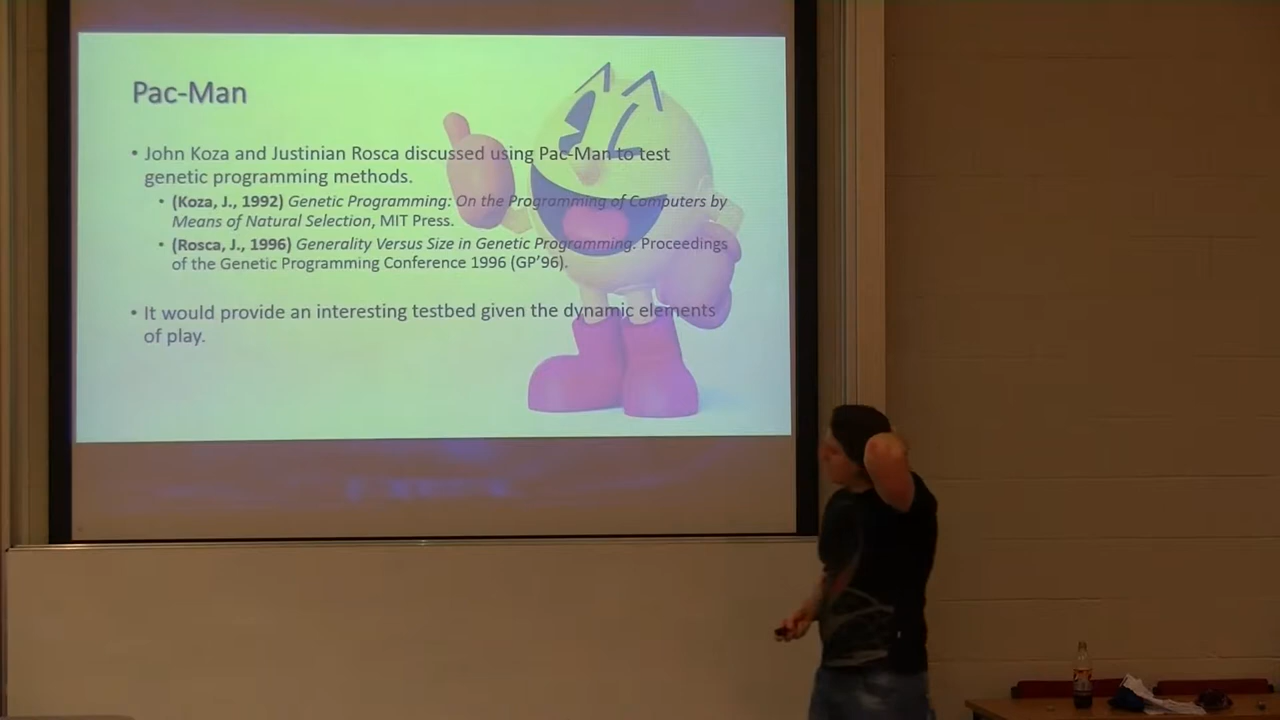 Pac-Man
• John Koza and Justinian Rosca discussed using Pac-Man to test
genetic programming methods.
• (Koza, J., 1992) Genetic Programming: On the Programming of Computers by
Means of Natural Selection, MIT Press.
• (Rosca, J., 1996) Generality Versus Size in Genetic Programming. Proceedings
of the Genetic Programming Conference 1996 (GP’96).
• It would provide an interesting testbed given the dynamic elements
of play.